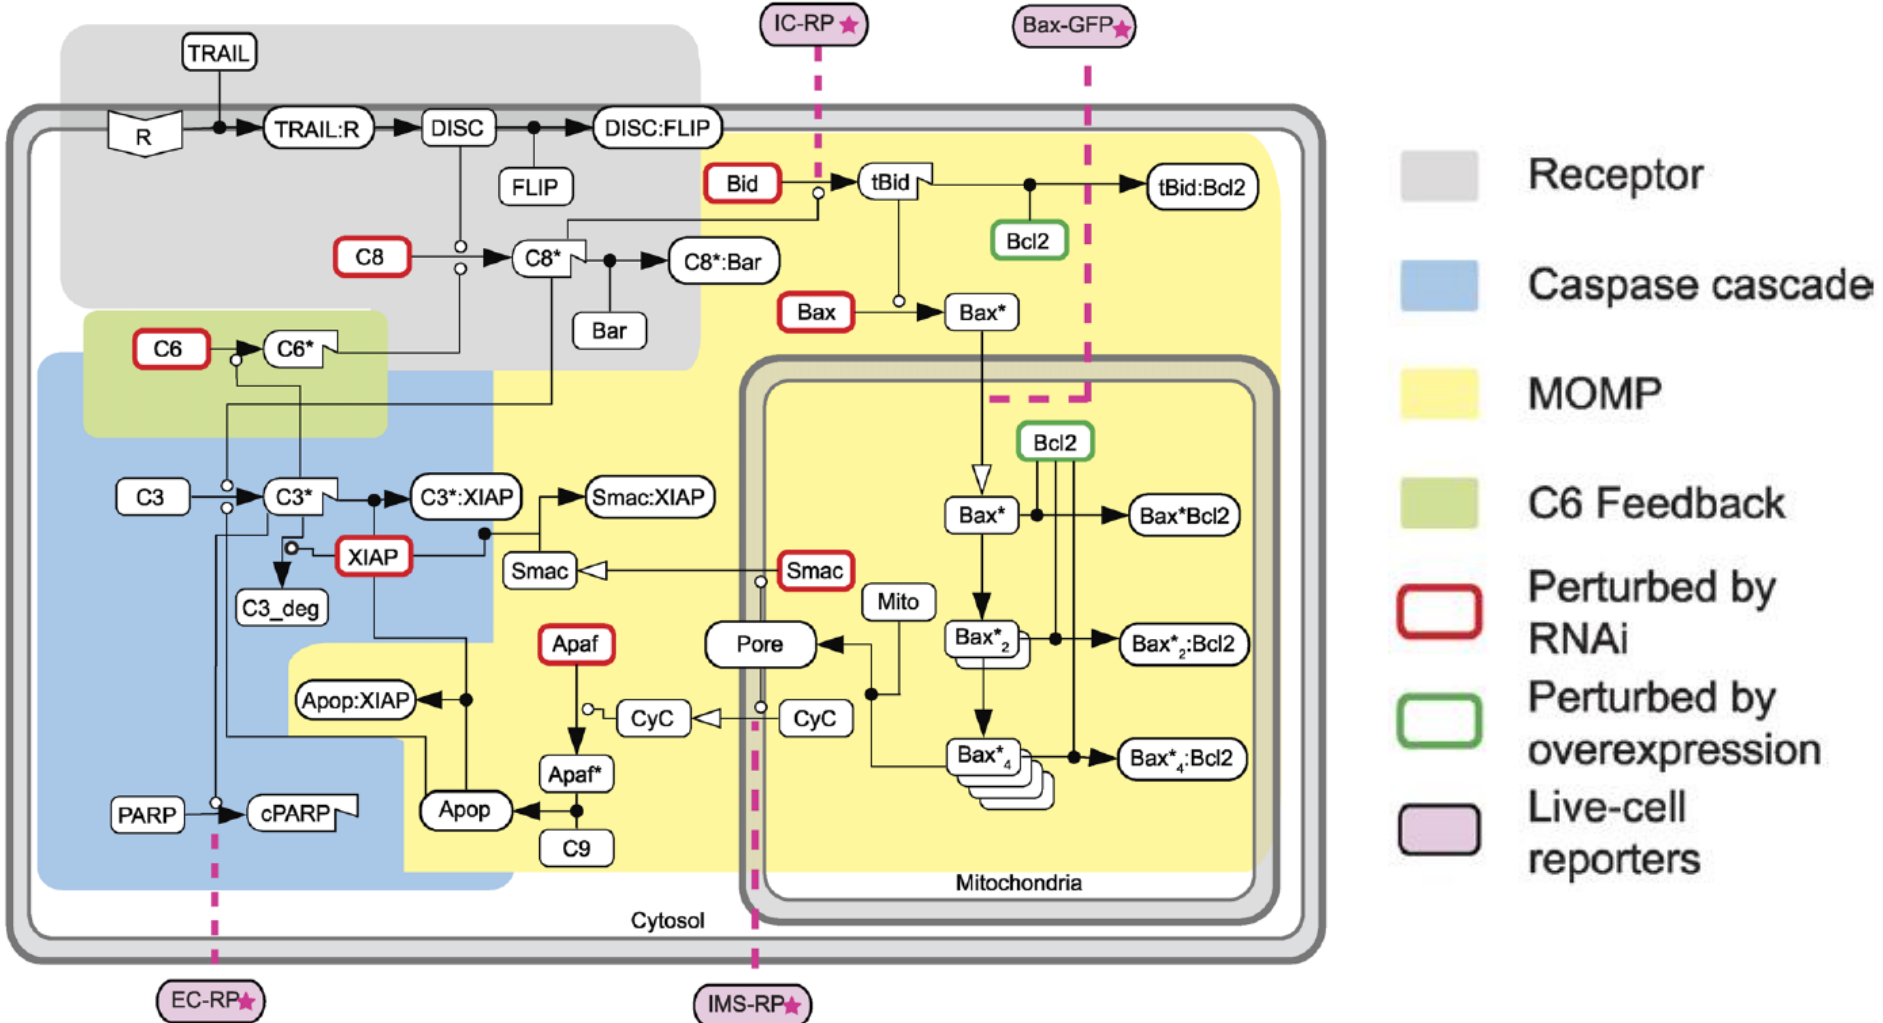 IC-RP
Bax-GFP
TRAIL
R
TRAIL:R
DISC
DISC:FLIP
FLIP
Bid
tBid
tBid:Bcl2
Bcl2
C8
C8*
C8*:Bar
Bar
Bax
Bax*
C6
C6*
Bcl2
C3
C3*
C3*:XIAP
Smac:XIAP
Bax*
Bax*Bcl2
XIAP
Smac
Smac
C3_deg
Mito
Apaf
Pore
Bax*2
Bax*2:Bcl2
Apop:XIAP
CyC
CyC
Apaf*
Bax*4
Bax*4:Bcl2
PARP
cPARP
Apop
C9
Mitochondria
Cytosol
EC-RP
IMS-RP
Receptor
Caspase cascade
MOMP
C6 Feedback
Perturbed by
RNAi
Perturbed by
overexpression
Live-cell
reporters